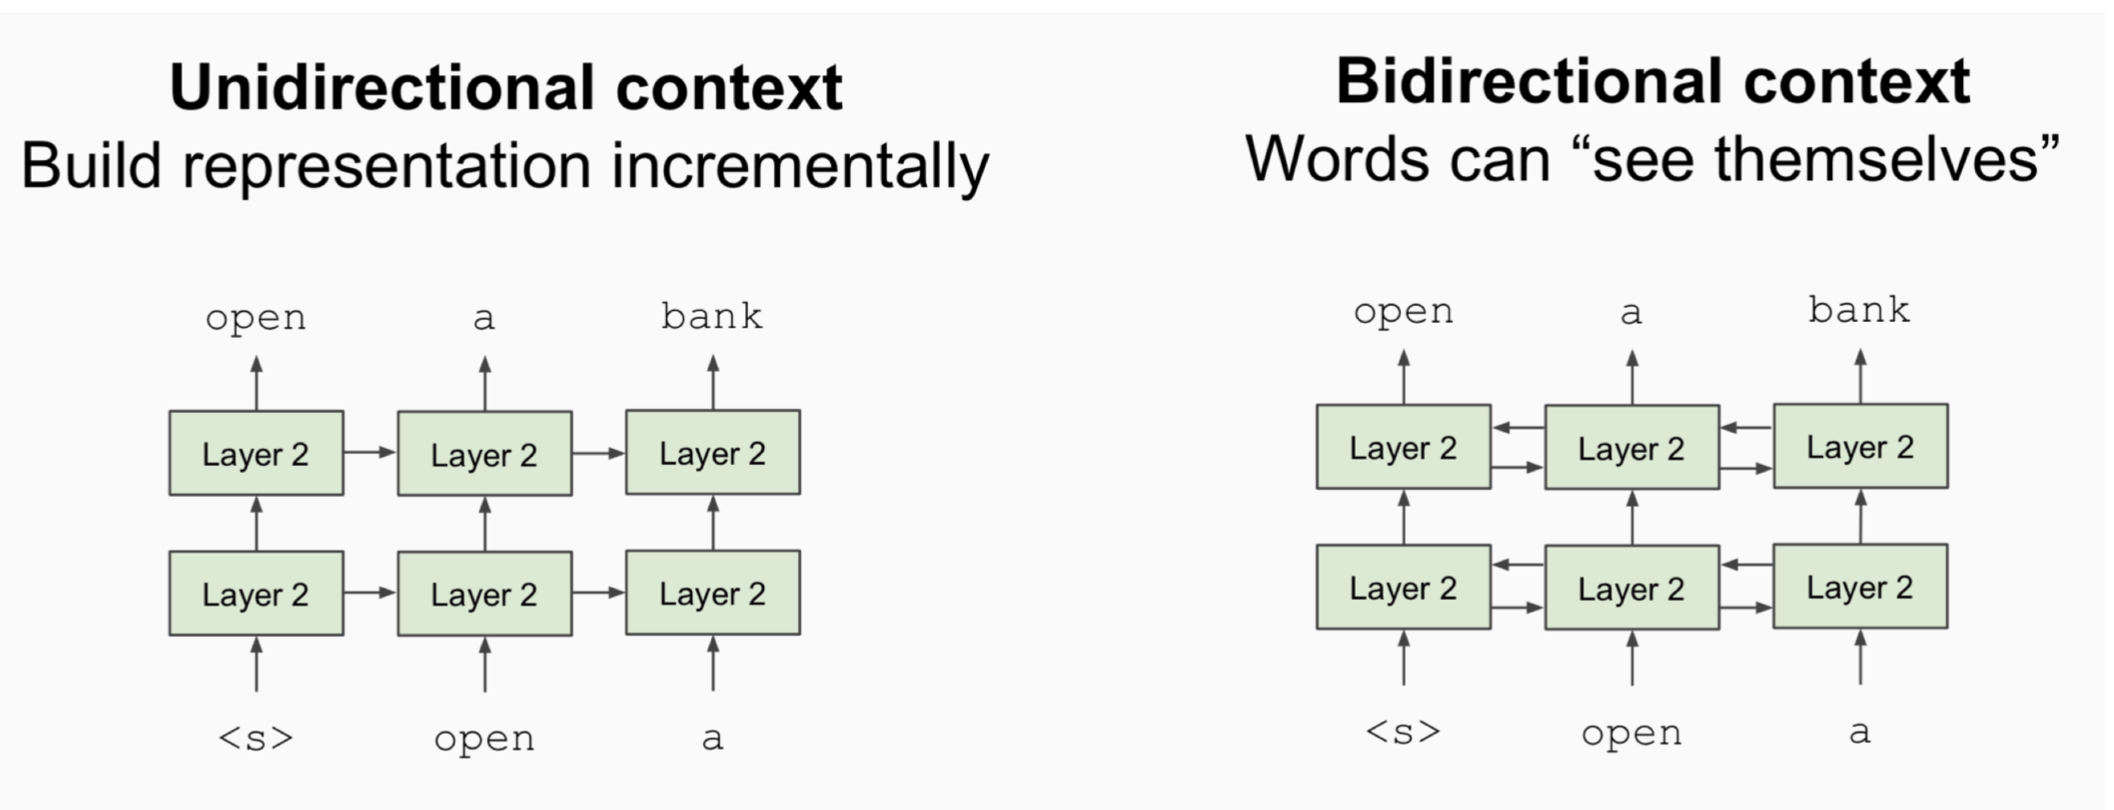 Unidirectional context
Build representation incrementally
open a bank
Layer 2 Layer 2 Layer 2
Layer 2 Layer 2 Layer 2
<s> open a
Bidirectional context
Words can “see themselves”
open a bank
Layer 2 Layer 2 Layer 2
Layer 2 Layer 2 Layer 2
<s> open a